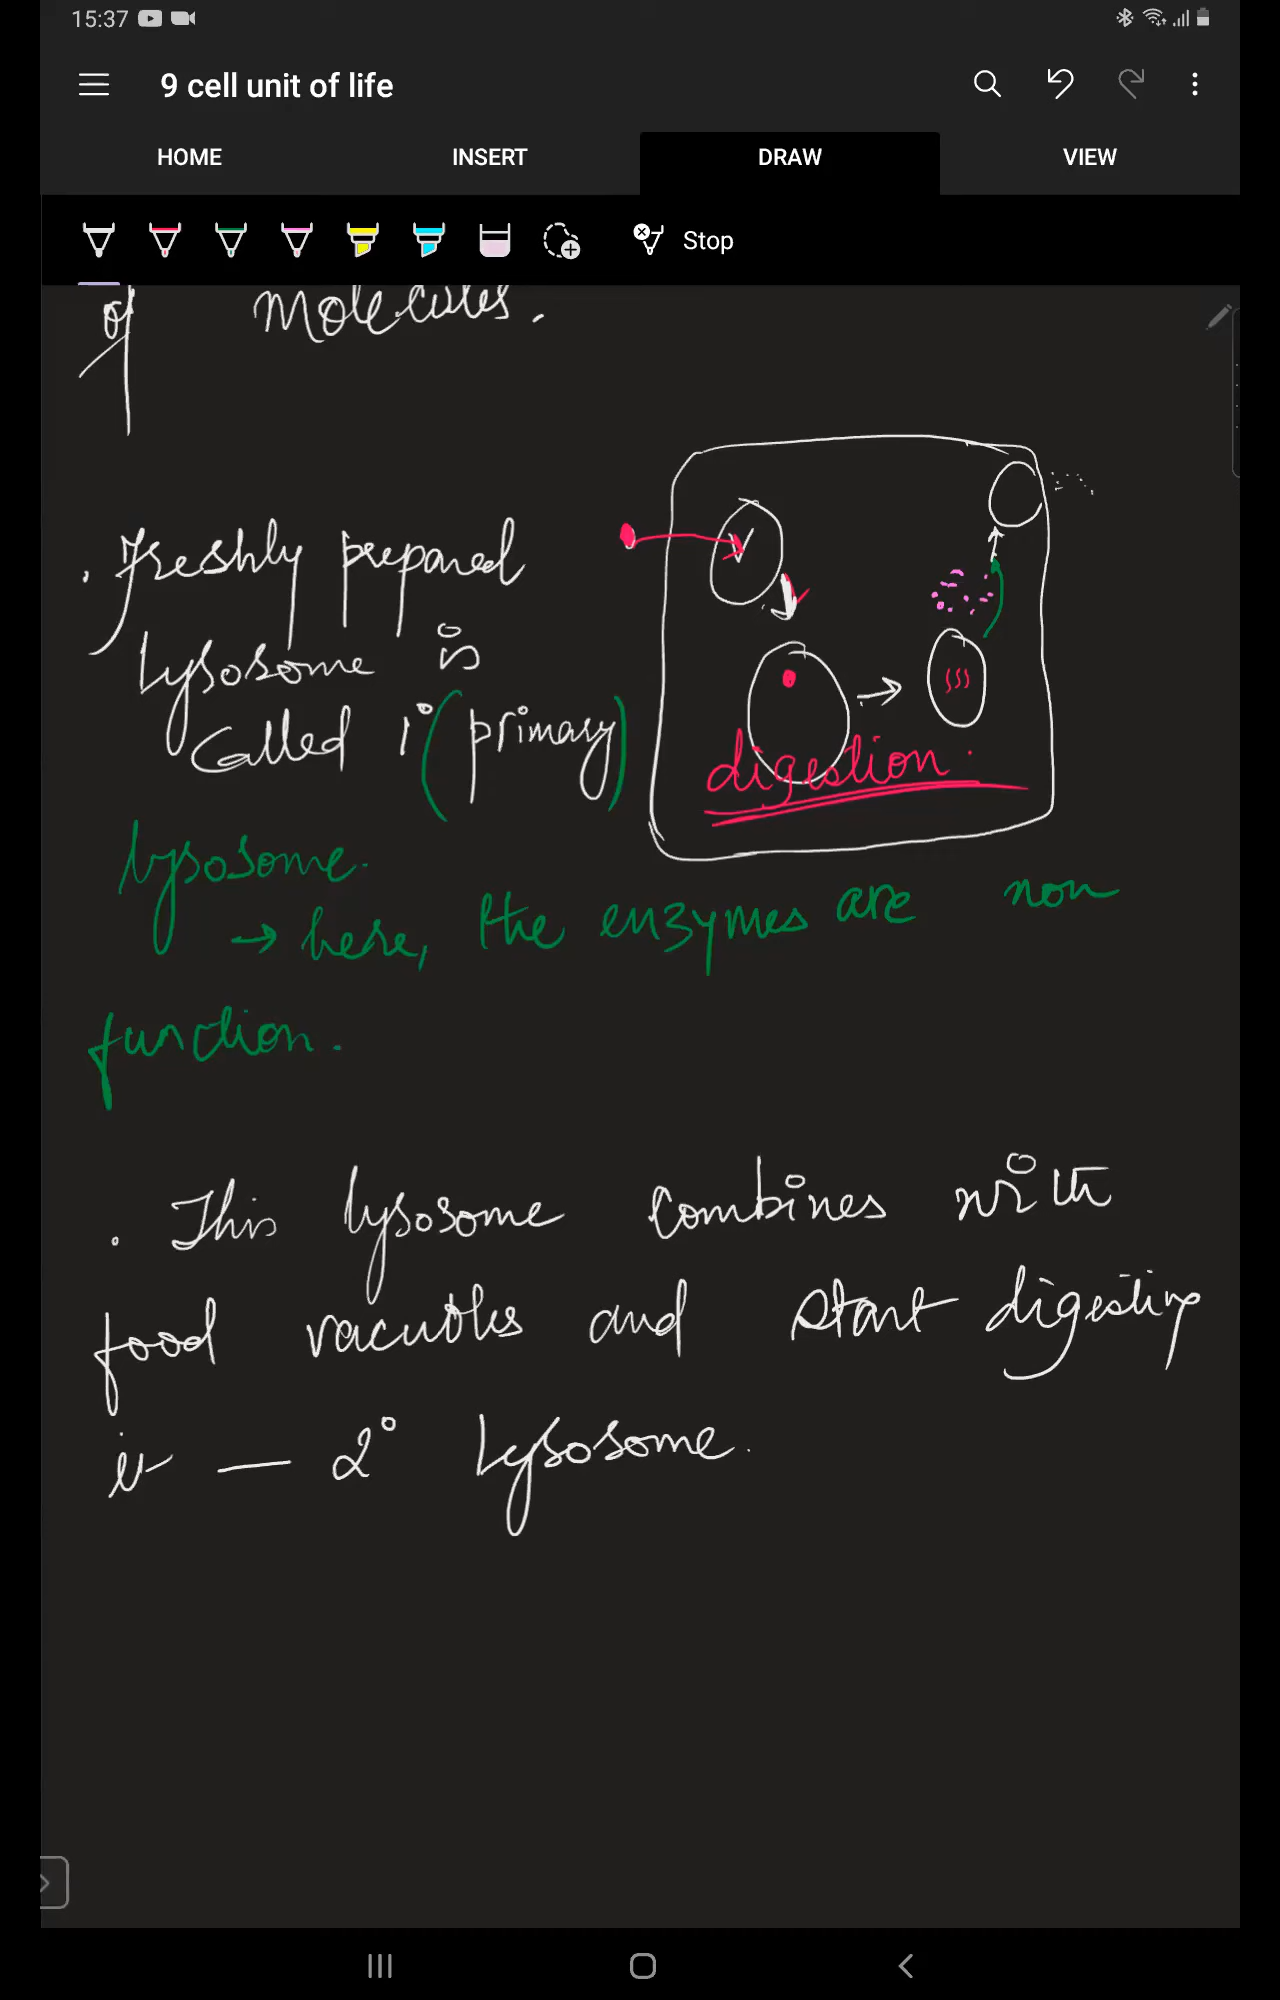 15:37
9 cell unit of life
HOME INSERT DRAW VIEW
Stop
of molecules.
. Freshly prepared
lysosome is
called 1° (primary)
lysosome.
→ here, the enzymes are non
function.
V
digestion.
. This lysosome combines with
food vacuoles and start digesting
it — 2° Lysosome.